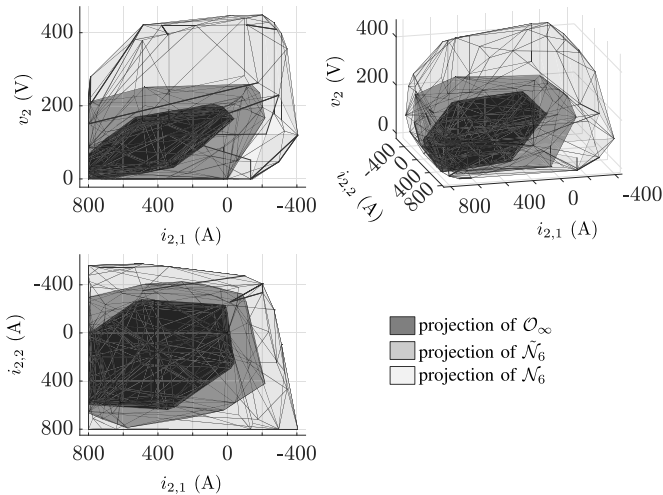 400
200
0
v₂ (V)
800 400 0 -400
i₂,₁ (A)
400
200
0
v₂ (V)
-400
0
400
800
i₂,₂ (A)
800 400 0 -400
i₂,₁ (A)
-400
0
400
800
i₂,₂ (A)
800 400 0 -400
i₂,₁ (A)
projection of 𝒪∞
projection of 𝒩̃₆
projection of 𝒩₆